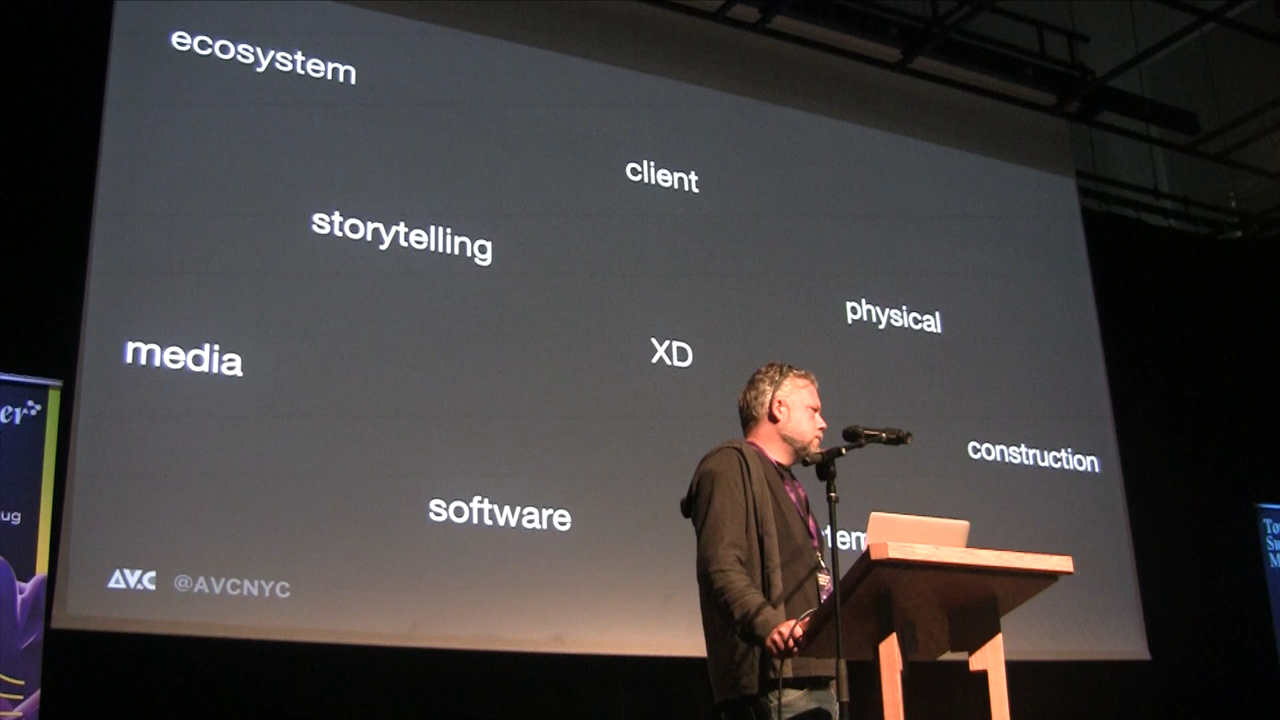 ecosystem
client
storytelling
physical
media
XD
construction
software
AV.C @AVCNYC